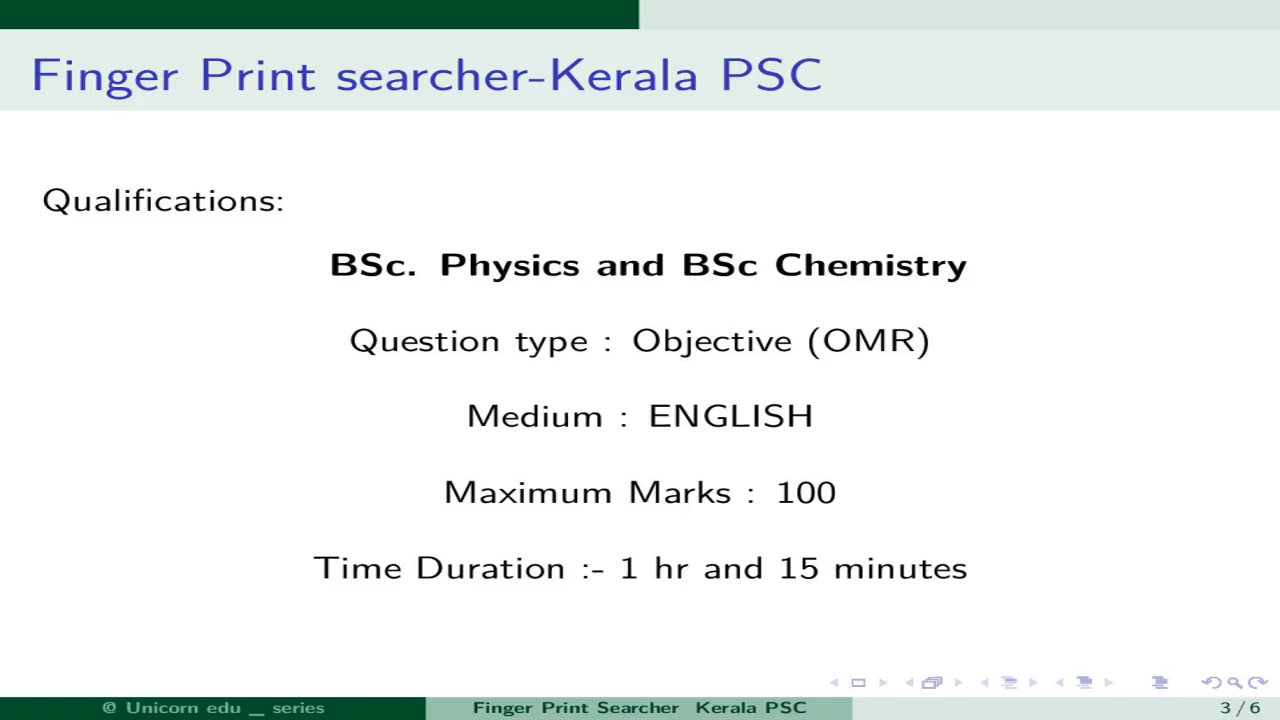 Finger Print searcher-Kerala PSC
Qualifications:
BSc. Physics and BSc Chemistry
Question type : Objective (OMR)
Medium : ENGLISH
Maximum Marks : 100
Time Duration :- 1 hr and 15 minutes
@ Unicorn edu _ series Finger Print Searcher Kerala PSC 3 / 6